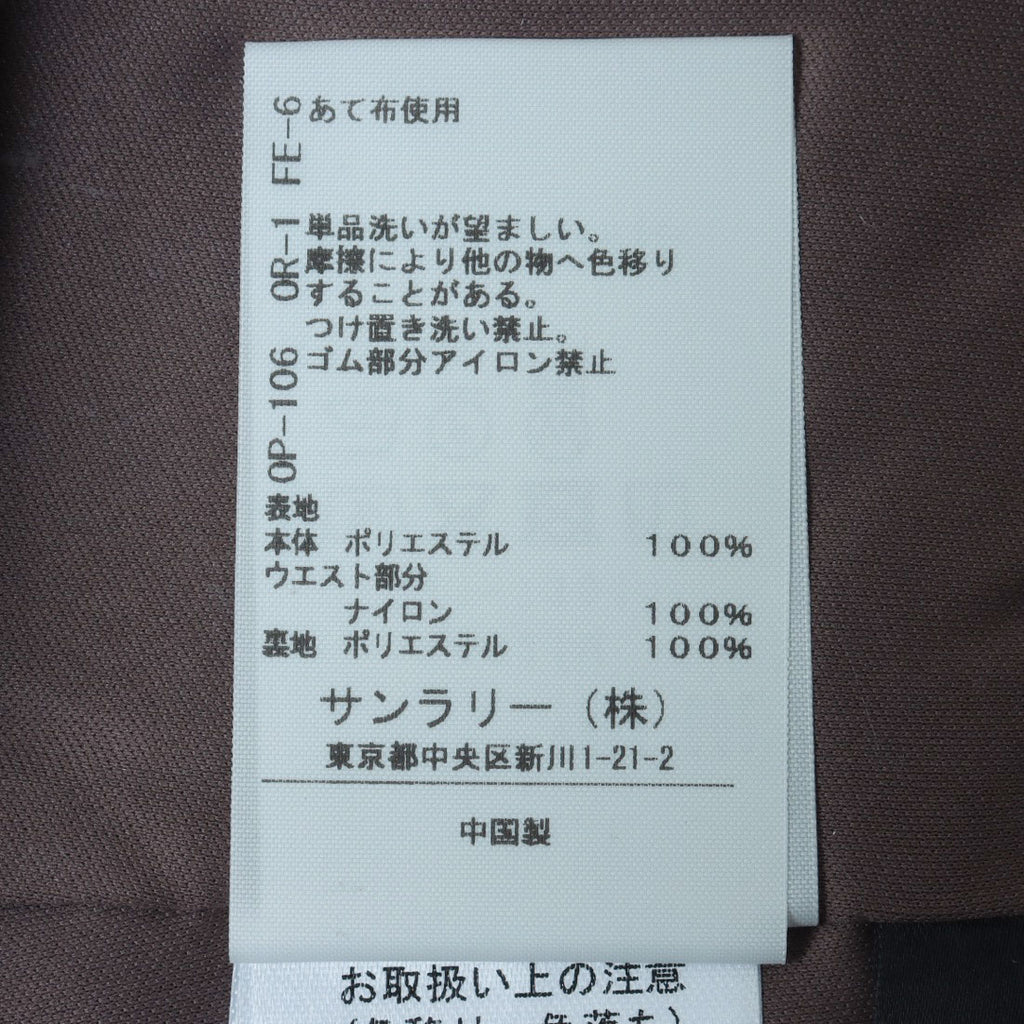 FE-6 あて布使用
OR-1 単品洗いが望ましい。
摩擦により他の物へ色移り
することがある。
つけ置き洗い禁止。
OP-106 ゴム部分アイロン禁止
表地
本体 ポリエステル 100%
ウエスト部分
ナイロン 100%
裏地 ポリエステル 100%
サンラリー(株)
東京都中央区新川1-21-2
中国製
お取扱い上の注意